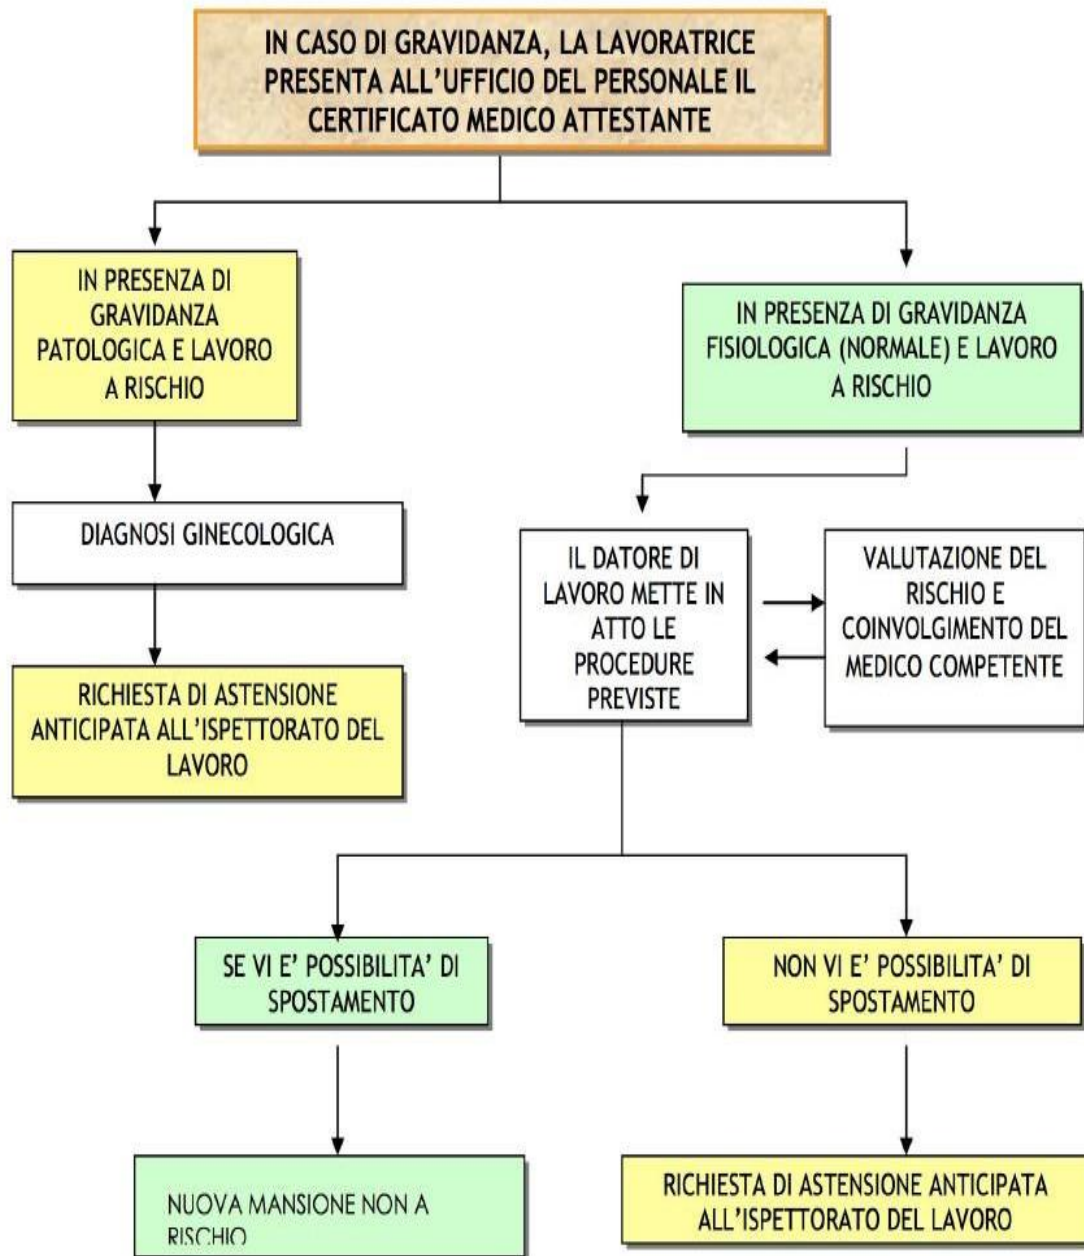 IN CASO DI GRAVIDANZA, LA LAVORATRICE
PRESENTA ALL'UFFICIO DEL PERSONALE IL
CERTIFICATO MEDICO ATTESTANTE
IN PRESENZA DI
GRAVIDANZA
PATOLOGICA E LAVORO
A RISCHIO
IN PRESENZA DI GRAVIDANZA
FISIOLOGICA (NORMALE) E LAVORO
A RISCHIO
DIAGNOSI GINECOLOGICA
IL DATORE DI
LAVORO METTE IN
ATTO LE
PROCEDURE
PREVISTE
VALUTAZIONE DEL
RISCHIO E
COINVOLGIMENTO DEL
MEDICO COMPETENTE
RICHIESTA DI ASTENSIONE
ANTICIPATA ALL'ISPETTORATO DEL
LAVORO
SE VI E' POSSIBILITA' DI
SPOSTAMENTO
NON VI E' POSSIBILITA' DI
SPOSTAMENTO
NUOVA MANSIONE NON A
RISCHIO
RICHIESTA DI ASTENSIONE ANTICIPATA
ALL'ISPETTORATO DEL LAVORO